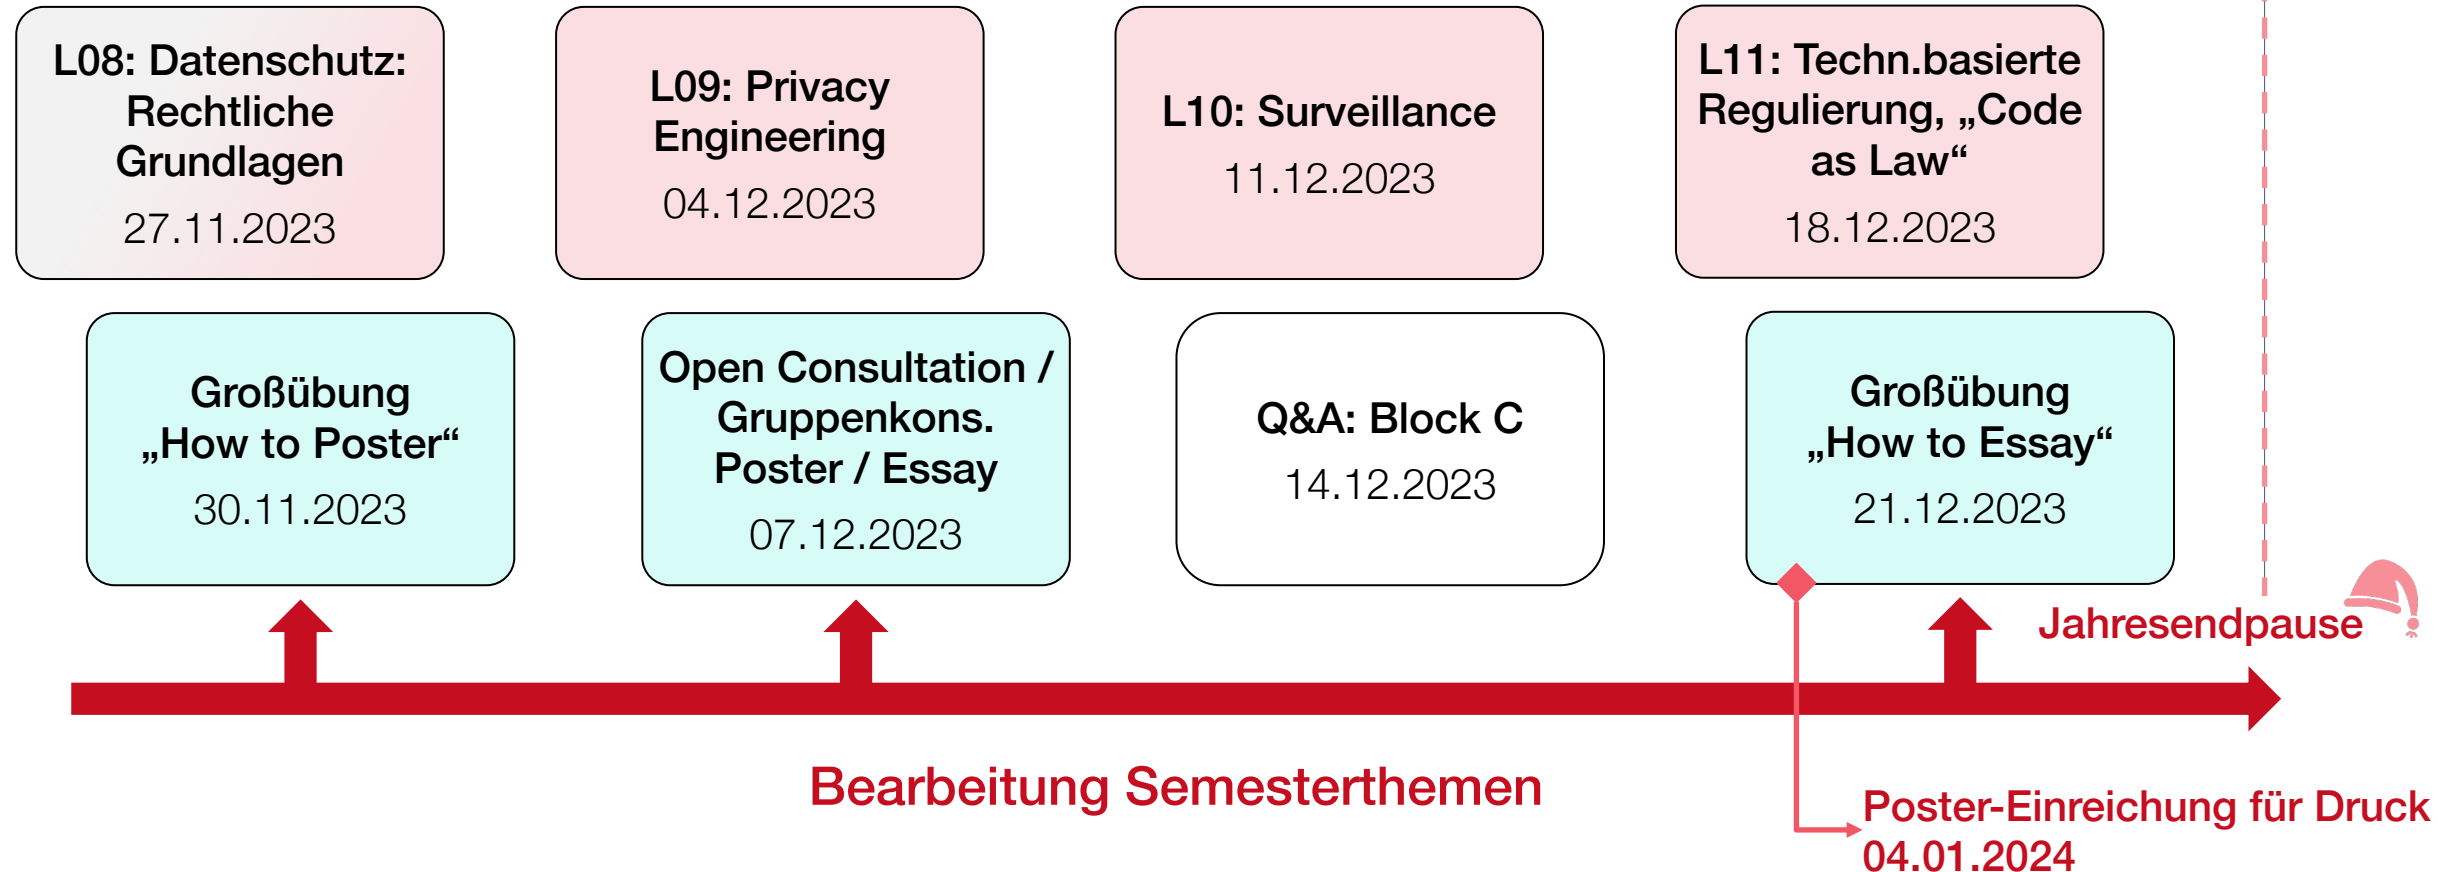 L08: Datenschutz:
Rechtliche
Grundlagen
27.11.2023
L09: Privacy
Engineering
04.12.2023
L10: Surveillance
11.12.2023
L11: Techn.basierte
Regulierung, „Code
as Law“
18.12.2023
Großübung
„How to Poster“
30.11.2023
Open Consultation /
Gruppenkons.
Poster / Essay
07.12.2023
Q&A: Block C
14.12.2023
Großübung
„How to Essay“
21.12.2023
Jahresendpause
Bearbeitung Semesterthemen
Poster-Einreichung für Druck
04.01.2024